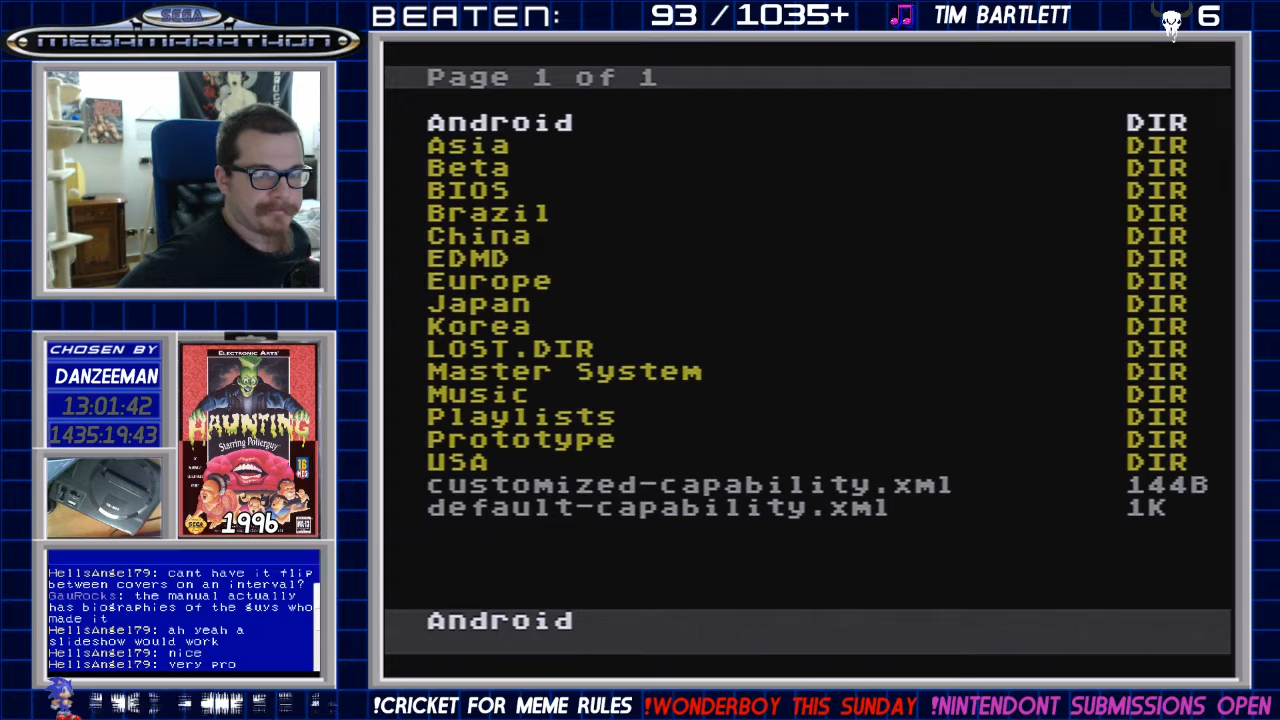 SEGA
MEGAMARATHON
BEATEN: 93 / 1035+ TIM BARTLETT 6
Page 1 of 1
Android DIR
Asia DIR
Beta DIR
BIOS DIR
Brazil DIR
China DIR
EDMD DIR
Europe DIR
Japan DIR
Korea DIR
LOST.DIR DIR
Master System DIR
Music DIR
Playlists DIR
Prototype DIR
USA DIR
customized-capability.xml 144B
default-capability.xml 1K
Android
CHOSEN BY
DANZEEMAN
13:01:42
1435:19:43
ELECTRONIC ARTS
HAUNTING
Starring Polterguy
16
SEGA
1996
HellsAngel79: cant have it flip
between covers on an interval?
GauRocks: the manual actually
has biographies of the guys who
made it
HellsAngel79: ah yeah a
slideshow would work
HellsAngel79: nice
HellsAngel79: very pro
!CRICKET FOR MEME RULES !WONDERBOY THIS SUNDAY !NINTENDONT SUBMISSIONS OPEN